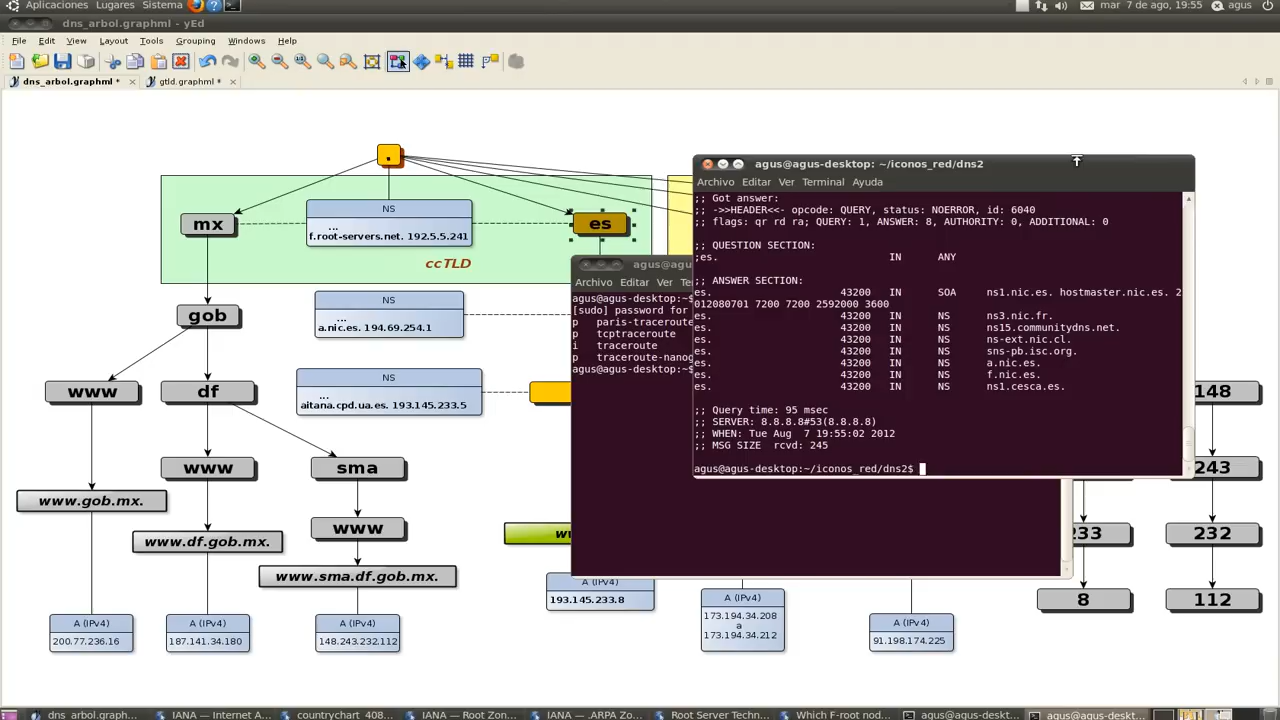 Aplicaciones Lugares Sistema
mar 7 de ago, 19:55 agus
dns_arbol.graphml - yEd
File Edit View Layout Tools Grouping Windows Help
dns_arbol.graphml *
gtld.graphml *
.
mx
NS
...
f.root-servers.net. 192.5.5.241
es
ccTLD
gob
NS
...
a.nic.es. 194.69.254.1
www
df
NS
...
aitana.cpd.ua.es. 193.145.233.5
www
sma
www.gob.mx.
www
www.df.gob.mx.
www.sma.df.gob.mx.
A (IPv4)
200.77.236.16
A (IPv4)
187.141.34.180
A (IPv4)
148.243.232.112
A (IPv4)
193.145.233.8
A (IPv4)
173.194.34.208
a
173.194.34.212
A (IPv4)
91.198.174.225
148
243
233
232
8
112
Archivo Editar Ver
agus@agus-desktop:~$
[sudo] password for
p paris-traceroute
p tcptraceroute
i traceroute
p traceroute-nanog
agus@agus-desktop:~$
agus@agus-desktop: ~/iconos_red/dns2
Archivo Editar Ver Terminal Ayuda
;; Got answer:
;; ->>HEADER<<- opcode: QUERY, status: NOERROR, id: 6040
;; flags: qr rd ra; QUERY: 1, ANSWER: 8, AUTHORITY: 0, ADDITIONAL: 0
;; QUESTION SECTION:
;es. IN ANY
;; ANSWER SECTION:
es. 43200 IN SOA ns1.nic.es. hostmaster.nic.es. 2
012080701 7200 7200 2592000 3600
es. 43200 IN NS ns3.nic.fr.
es. 43200 IN NS ns15.communitydns.net.
es. 43200 IN NS ns-ext.nic.cl.
es. 43200 IN NS sns-pb.isc.org.
es. 43200 IN NS a.nic.es.
es. 43200 IN NS f.nic.es.
es. 43200 IN NS ns1.cesca.es.
;; Query time: 95 msec
;; SERVER: 8.8.8.8#53(8.8.8.8)
;; WHEN: Tue Aug 7 19:55:02 2012
;; MSG SIZE rcvd: 245
agus@agus-desktop:~/iconos_red/dns2$
dns_arbol.graph...
IANA — Internet A...
countrychart_408...
IANA — Root Zon...
IANA — .ARPA Zo...
Root Server Techn...
Which F-root nod...
agus@agus-deskt...
agus@agus-deskt...